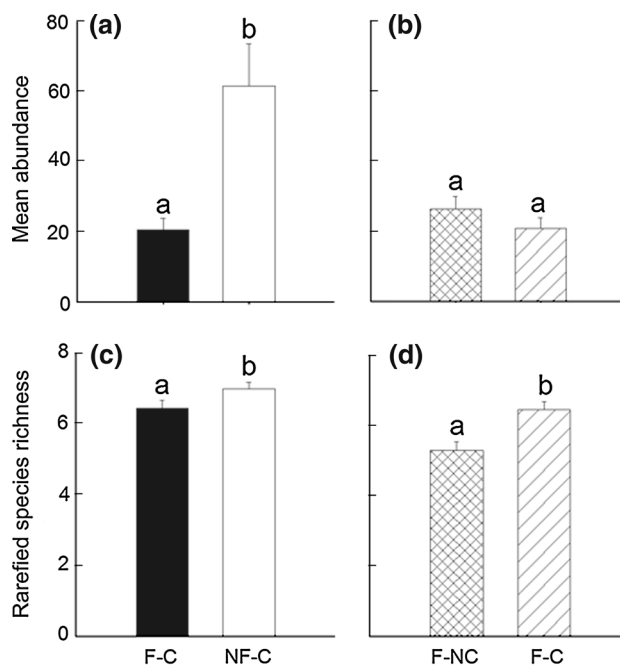 (a)
(b)
80
60
40
20
0
Mean abundance
a
b
a
a
(c)
(d)
8
6
4
2
0
Rarefied species richness
a
b
a
b
F-C
NF-C
F-NC
F-C